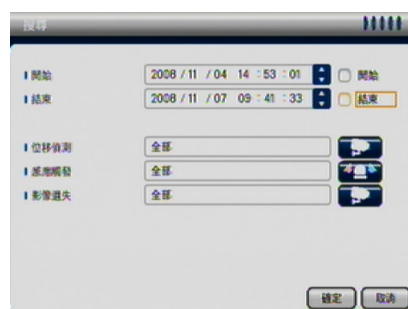 搜尋
開始 2008 / 11 / 04 14 : 53 : 01 開始
結束 2008 / 11 / 07 09 : 41 : 33 結束
位移偵測 全部
感應觸發 全部
影像遺失 全部
確定 取消